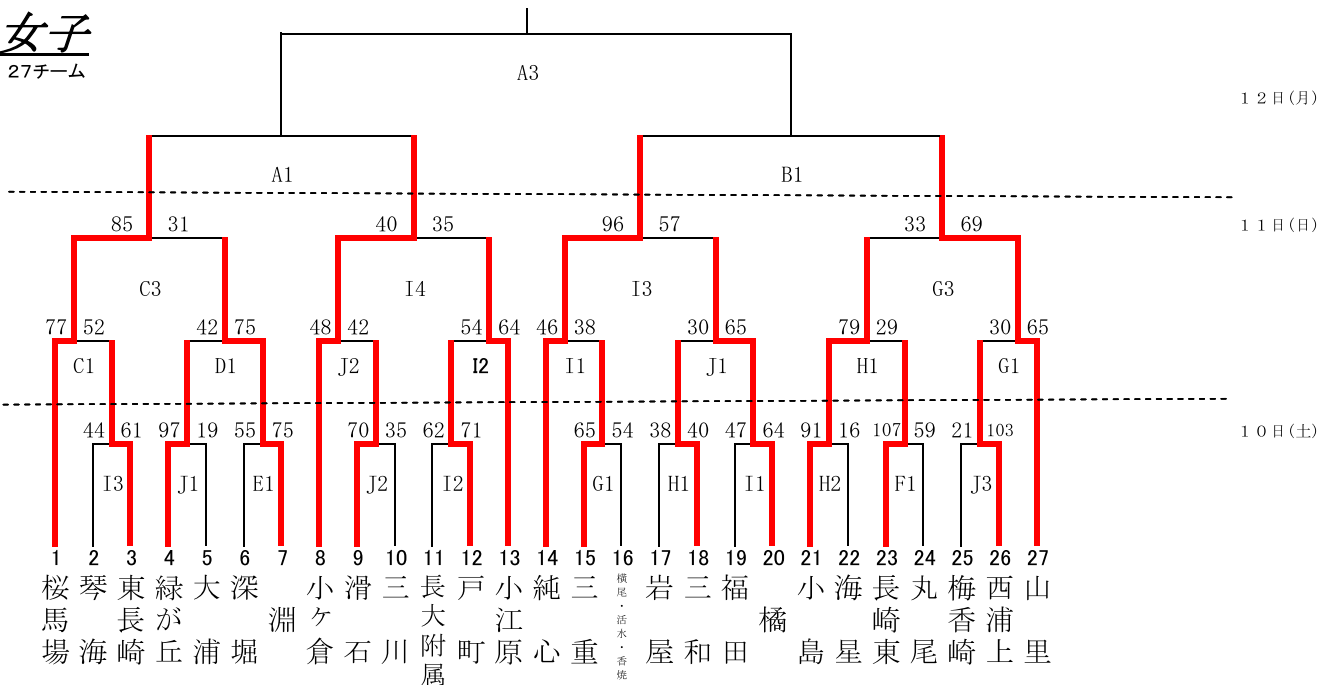 女子
27チーム
A3
12日(月)
A1 B1
85 31 40 35 96 57 33 69 11日(日)
C3 I4 I3 G3
77 52 42 75 48 42 54 64 46 38 30 65 79 29 30 65
C1 D1 J2 I2 I1 J1 H1 G1
44 61 97 19 55 75 70 35 62 71 65 54 38 40 47 64 91 16 107 59 21 103 10日(土)
I3 J1 E1 J2 I2 G1 H1 I1 H2 F1 J3
1 2 3 4 5 6 7 8 9 10 11 12 13 14 15 16 17 18 19 20 21 22 23 24 25 26 27
桜馬場
琴海
東長崎
緑が丘
大浦
深堀
淵
小ケ倉
滑石
三川
長大附属
戸町
小江原
純心
三重
横尾・活水・香焼
岩屋
三和
福田
橘
小島
海星
長崎東
丸尾
梅香崎
西浦上
山里